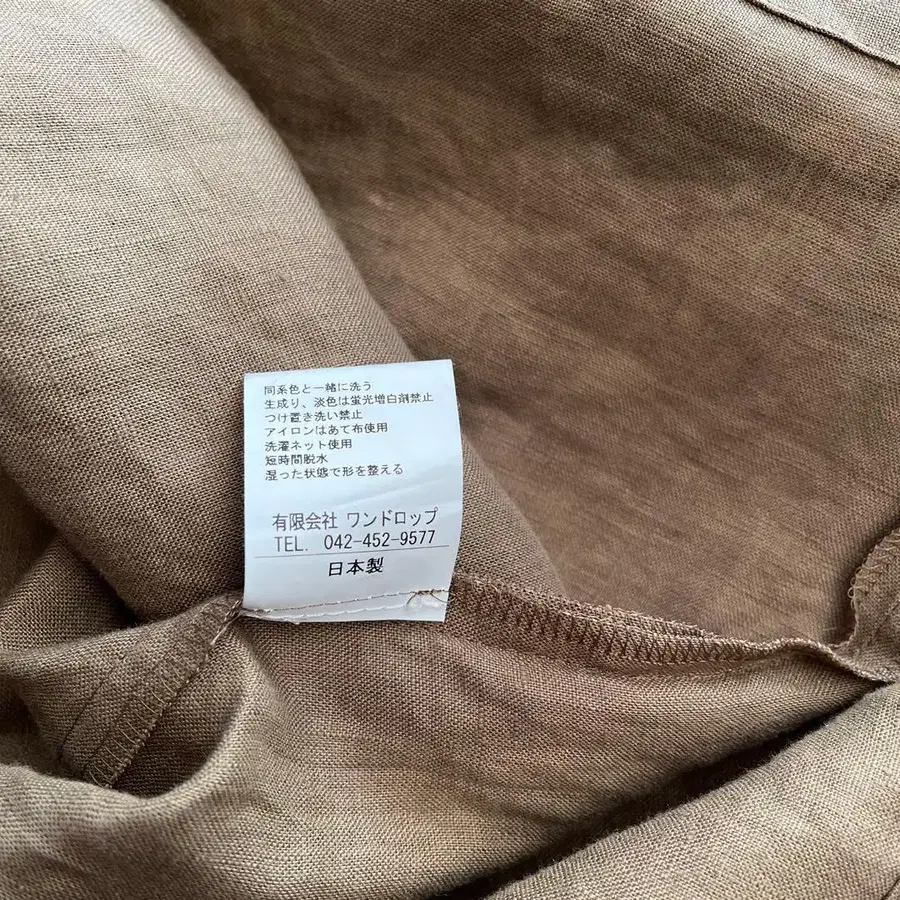 同系色と一緒に洗う
生成り、淡色は蛍光増白剤禁止
つけ置き洗い禁止
アイロンはあて布使用
洗濯ネット使用
短時間脱水
湿った状態で形を整える
有限会社 ワンドロップ
TEL. 042-452-9577
日本製